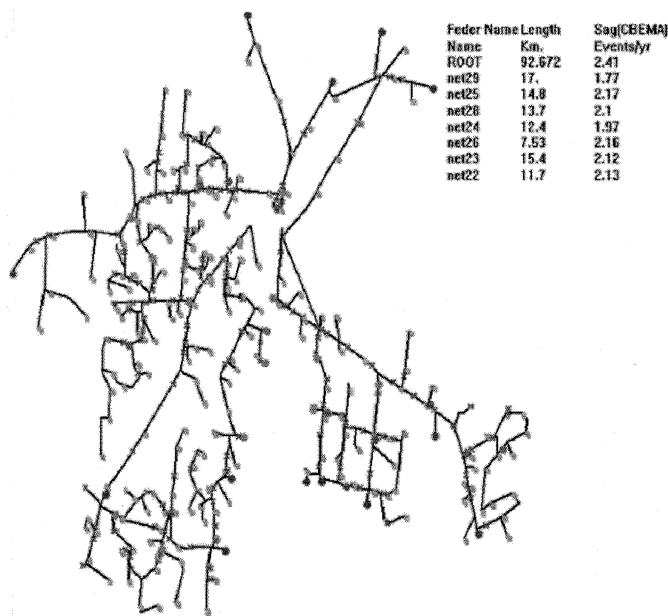 Feder Name Length Sag(CBEMA)
Name Km. Events/yr
ROOT 92.672 2.41
net29 17. 1.77
net25 14.8 2.17
net28 13.7 2.1
net24 12.4 1.97
net26 7.53 2.16
net23 15.4 2.12
net22 11.7 2.13